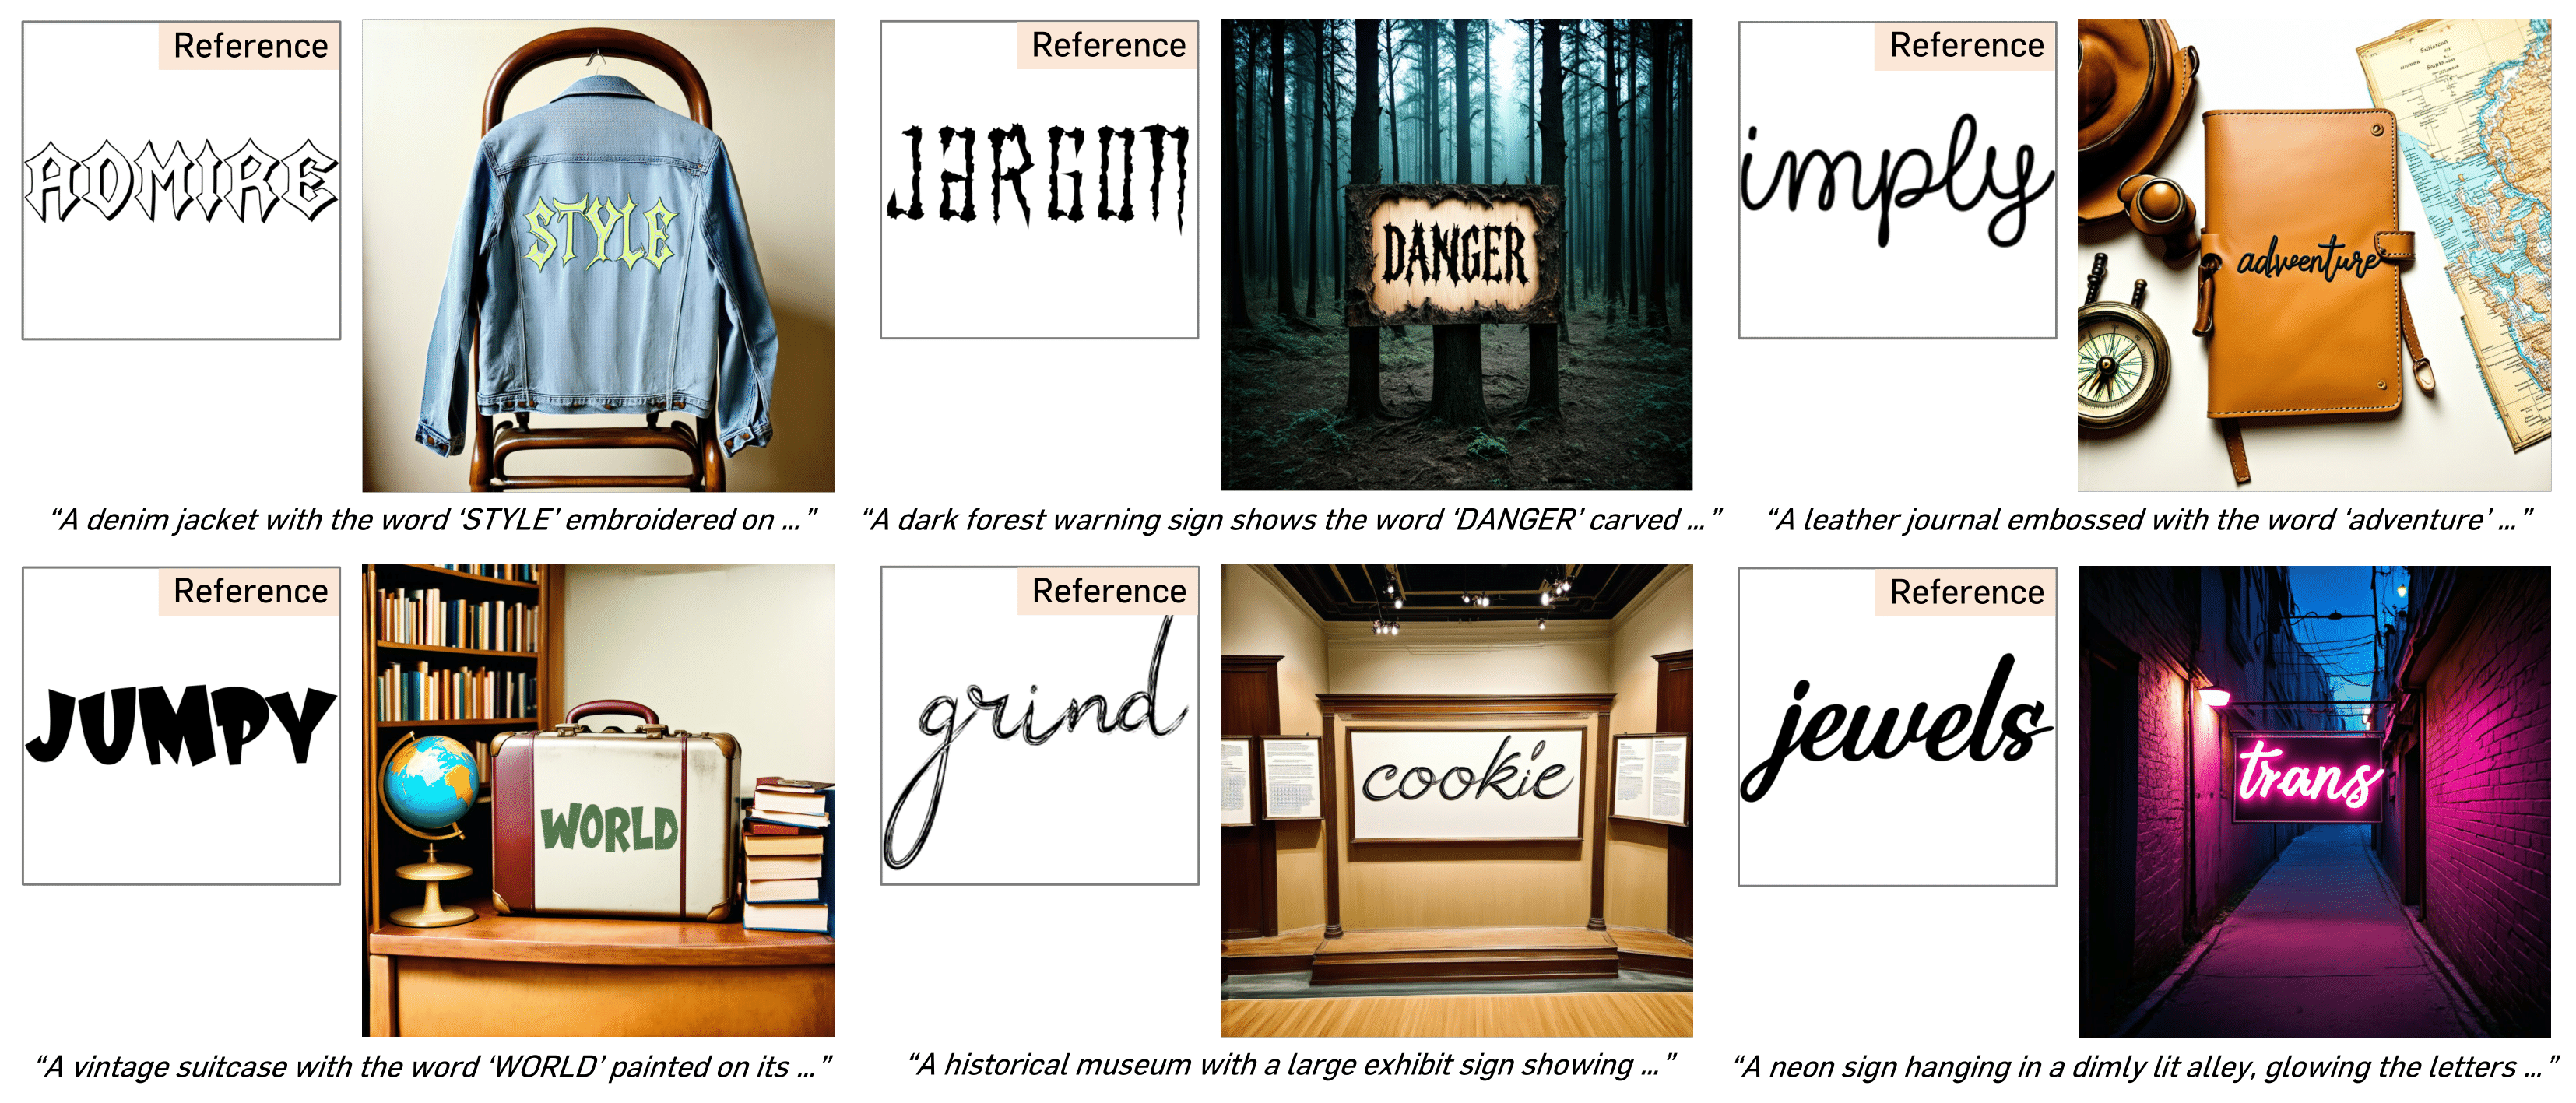 Reference
ADMIRE
STYLE
“A denim jacket with the word ‘STYLE’ embroidered on ...”
Reference
JARGON
DANGER
“A dark forest warning sign shows the word ‘DANGER’ carved ...”
Reference
imply
adveenture
“A leather journal embossed with the word ‘adventure’ ...”
Reference
JUMPY
WORLD
“A vintage suitcase with the word ‘WORLD’ painted on its ...”
Reference
grind
cookie
“A historical museum with a large exhibit sign showing ...”
Reference
jewels
trans
“A neon sign hanging in a dimly lit alley, glowing the letters ...”